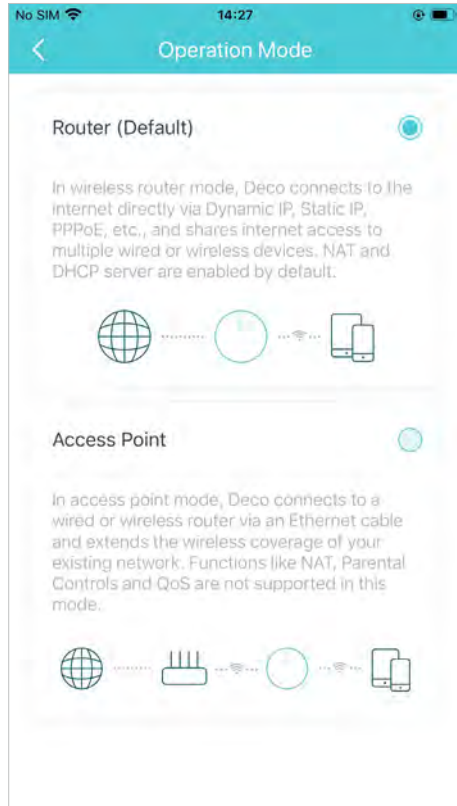 No SIM 14:27
Operation Mode
Router (Default)
In wireless router mode, Deco connects to the
internet directly via Dynamic IP, Static IP,
PPPoE, etc., and shares internet access to
multiple wired or wireless devices. NAT and
DHCP server are enabled by default.
Access Point
In access point mode, Deco connects to a
wired or wireless router via an Ethernet cable
and extends the wireless coverage of your
existing network. Functions like NAT, Parental
Controls and QoS are not supported in this
mode.